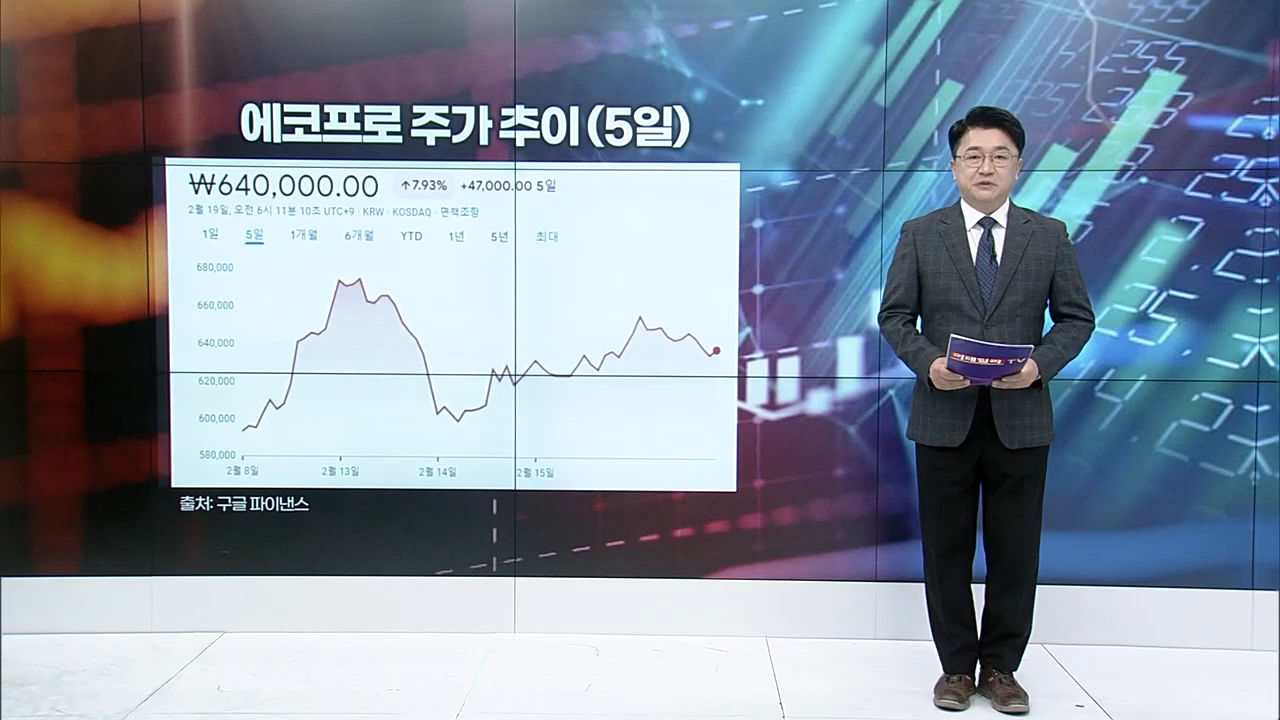 에코프로 주가 추이 (5일)
₩640,000.00 ↑7.93% +47,000.00 5일
2월 19일, 오전 6시 11분 10초 UTC+9 · KRW · KOSDAQ · 면책조항
1일 5일 1개월 6개월 YTD 1년 5년 최대
680,000
660,000
640,000
620,000
600,000
580,000
2월 8일 2월 13일 2월 14일 2월 15일
출처: 구글 파이낸스
이데일리 TV